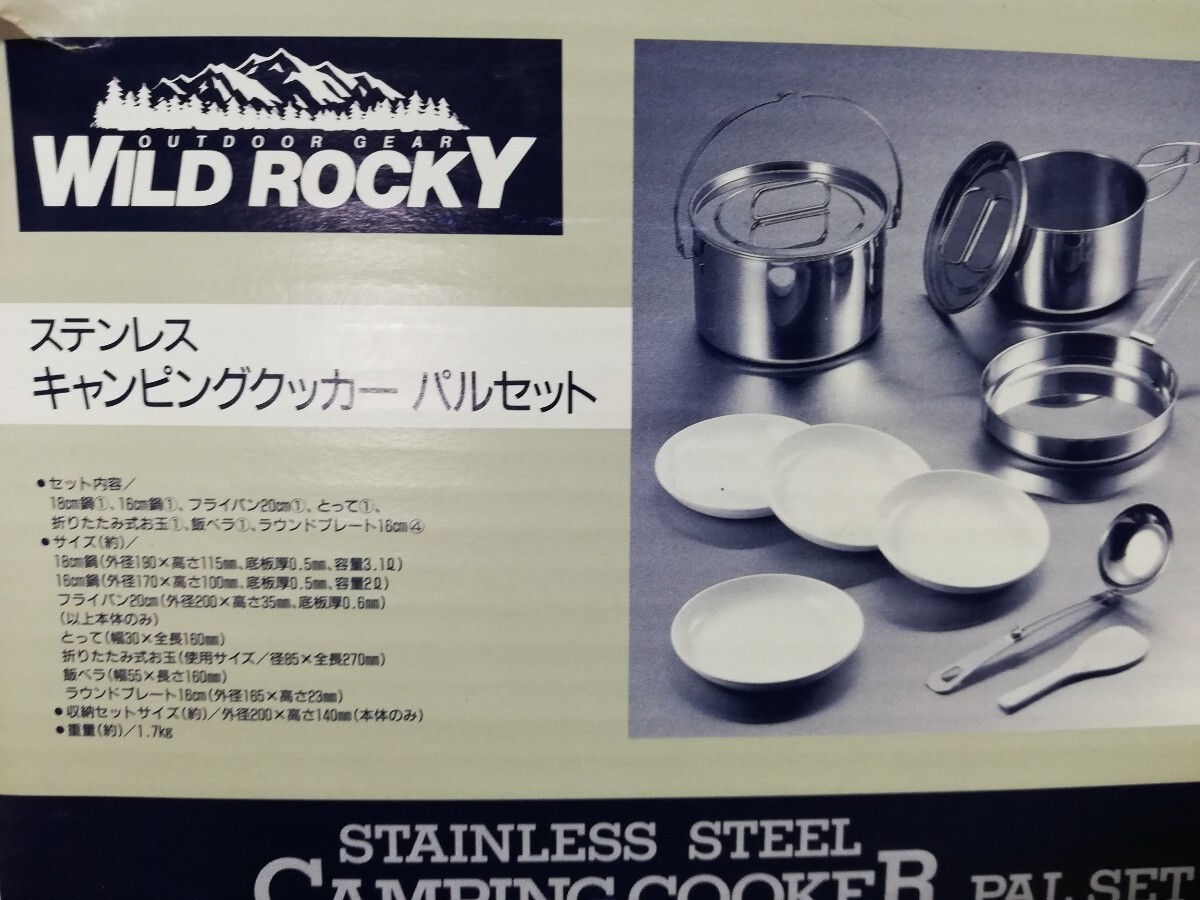 OUTDOOR GEAR
WILD ROCKY
ステンレス
キャンピングクッカー パルセット
●セット内容/
18cm鍋①、16cm鍋①、フライパン20cm①、とって①、
折りたたみ式お玉①、飯ベラ①、ラウンドプレート16cm④
●サイズ(約)/
18cm鍋(外径190×高さ115mm、底板厚0.5mm、容量3.1ℓ)
16cm鍋(外径170×高さ100mm、底板厚0.5mm、容量2ℓ)
フライパン20cm(外径200×高さ35mm、底板厚0.6mm)
(以上本体のみ)
とって(幅30×全長160mm)
折りたたみ式お玉(使用サイズ/径85×全長270mm)
飯ベラ(幅55×長さ160mm)
ラウンドプレート16cm(外径165×高さ23mm)
●収納セットサイズ(約)/外径200×高さ140mm(本体のみ)
●重量(約)/1.7kg
STAINLESS STEEL
CAMPING COOKER PAL SET